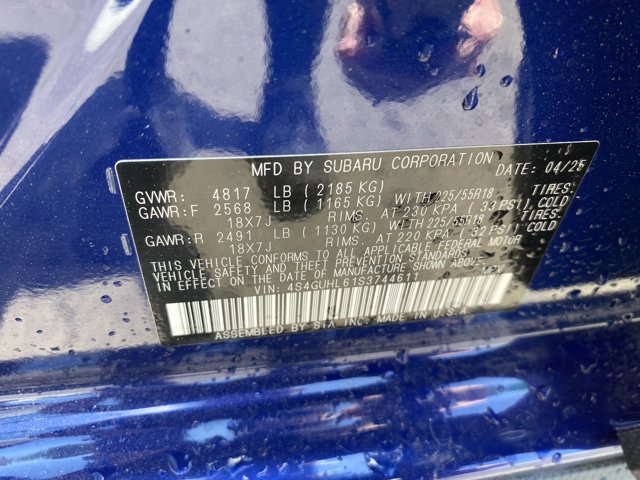 MFD BY SUBARU CORPORATION DATE: 04/25
GVWR: 4817 LB (2185 KG)
GAWR:F 2568 LB (1165 KG) WITH 225/55R18 TIRES.
18X7J RIMS. AT 230 KPA (33 PSI) COLD
GAWR:R 2491 LB (1130 KG) WITH 225/55R18 TIRES.
18X7J RIMS. AT 220 KPA (32 PSI) COLD
THIS VEHICLE CONFORMS TO ALL APPLICABLE FEDERAL MOTOR
VEHICLE SAFETY AND THEFT PREVENTION STANDARDS
IN EFFECT ON THE DATE OF MANUFACTURE SHOWN ABOVE.
VIN: 4S4GUHL61S3744611 MPV
ASSEMBLED BY SIA, INC. MADE IN U.S.A